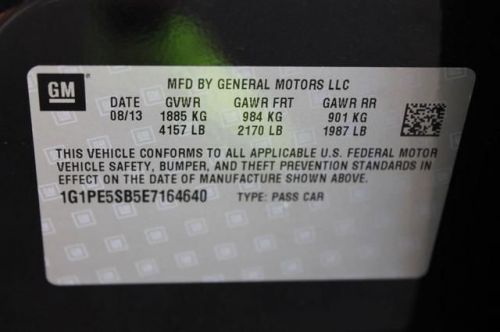 GM
MFD BY GENERAL MOTORS LLC
DATE GVWR GAWR FRT GAWR RR
08/13 1885 KG 984 KG 901 KG
4157 LB 2170 LB 1987 LB
THIS VEHICLE CONFORMS TO ALL APPLICABLE U.S. FEDERAL MOTOR
VEHICLE SAFETY, BUMPER, AND THEFT PREVENTION STANDARDS IN
EFFECT ON THE DATE OF MANUFACTURE SHOWN ABOVE.
1G1PE5SB5E7164640 TYPE: PASS CAR